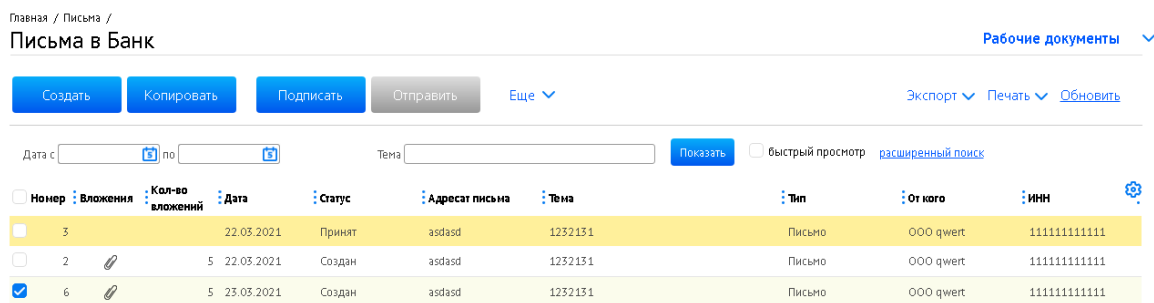 Главная / Письма /
Письма в Банк
Рабочие документы
Создать Копировать Подписать Отправить Еще Экспорт Печать Обновить
Дата с 5 по 5 Тема Показать быстрый просмотр расширенный поиск
Номер Вложения Кол-во вложений Дата Статус Адресат письма Тема Тип От кого ИНН
3 22.03.2021 Принят asdasd 1232131 Письмо ООО qwert 111111111111
2 5 22.03.2021 Создан asdasd 1232131 Письмо ООО qwert 111111111111
6 5 23.03.2021 Создан asdasd 1232131 Письмо ООО qwert 111111111111